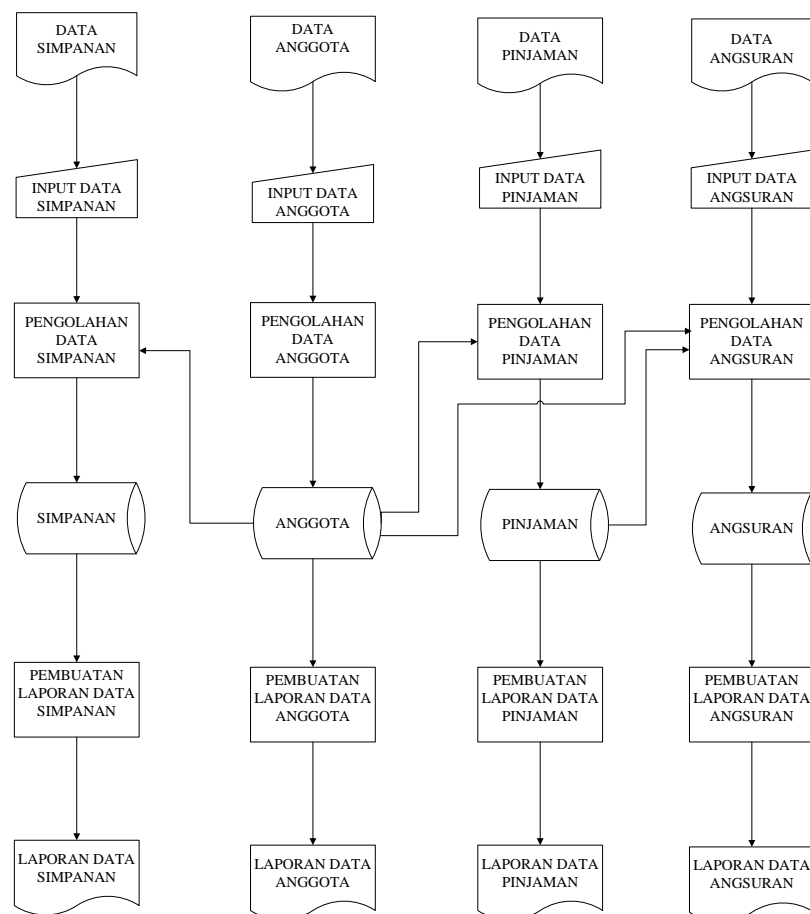 DATA
SIMPANAN
DATA
ANGGOTA
DATA
PINJAMAN
DATA
ANGSURAN
INPUT DATA
SIMPANAN
INPUT DATA
ANGGOTA
INPUT DATA
PINJAMAN
INPUT DATA
ANGSURAN
PENGOLAHAN
DATA
SIMPANAN
PENGOLAHAN
DATA
ANGGOTA
PENGOLAHAN
DATA
PINJAMAN
PENGOLAHAN
DATA
ANGSURAN
SIMPANAN
ANGGOTA
PINJAMAN
ANGSURAN
PEMBUATAN
LAPORAN DATA
SIMPANAN
PEMBUATAN
LAPORAN DATA
ANGGOTA
PEMBUATAN
LAPORAN DATA
PINJAMAN
PEMBUATAN
LAPORAN DATA
ANGSURAN
LAPORAN DATA
SIMPANAN
LAPORAN DATA
ANGGOTA
LAPORAN DATA
PINJAMAN
LAPORAN DATA
ANGSURAN